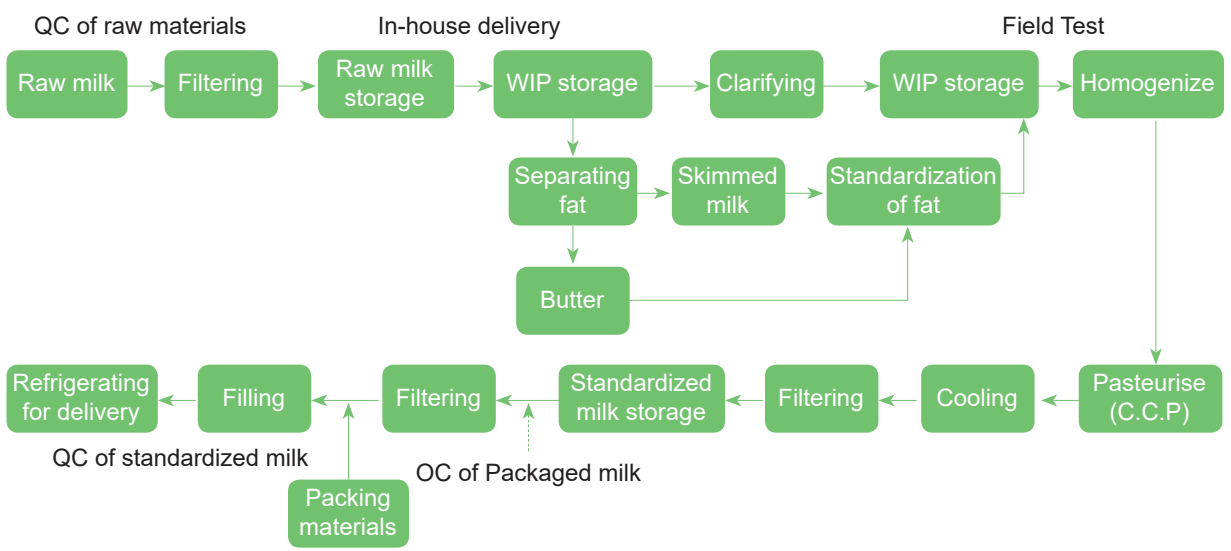 QC of raw materials
In-house delivery
Field Test
Raw milk
Filtering
Raw milk
storage
WIP storage
Clarifying
WIP storage
Homogenize
Separating
fat
Skimmed
milk
Standardization
of fat
Butter
Refrigerating
for delivery
Filling
Filtering
Standardized
milk storage
Filtering
Cooling
Pasteurise
(C.C.P)
QC of standardized milk
OC of Packaged milk
Packing
materials